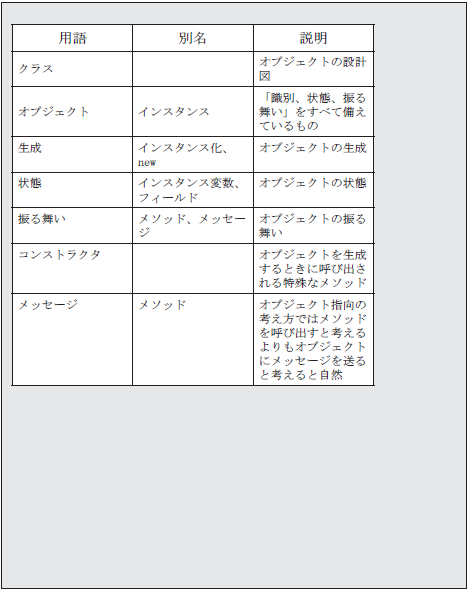 用語 別名 説明
クラス
オブジェクトの設計
図
オブジェクト
インスタンス
「識別、状態、振る
舞い」をすべて備え
ているもの
生成
インスタンス化、
new
オブジェクトの生成
状態
インスタンス変数、
フィールド
オブジェクトの状態
振る舞い
メソッド、メッセー
ジ
オブジェクトの振る
舞い
コンストラクタ
オブジェクトを生成
するときに呼び出さ
れる特殊なメソッド
メッセージ
メソッド
オブジェクト指向の
考え方ではメソッド
を呼び出すと考える
よりもオブジェクト
にメッセージを送る
と考えると自然